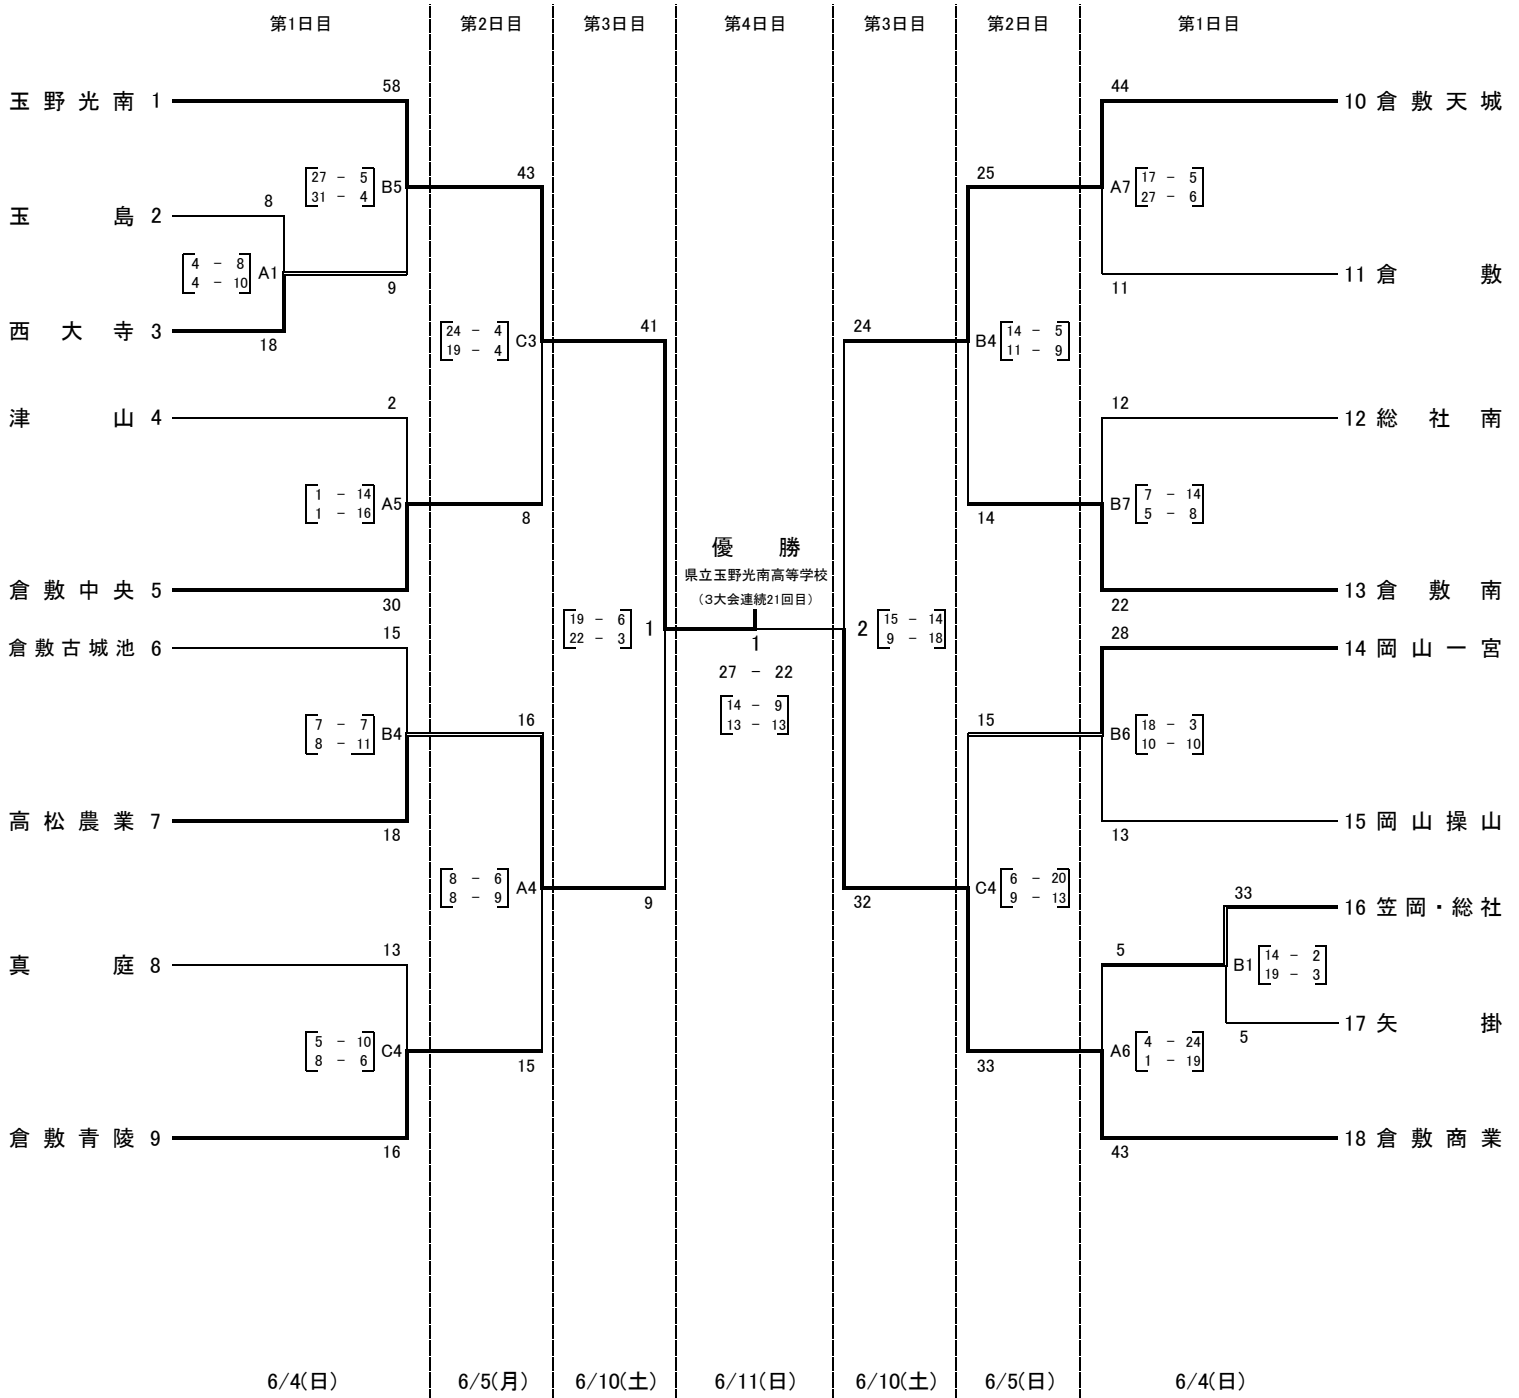 第1日目 第2日目 第3日目 第4日目 第3日目 第2日目 第1日目
58 44
玉野光南 1 10 倉敷天城
43 25
27 - 5 B5 A7 17 - 5
31 - 4 27 - 6
8
玉島 2
4 - 8 A1 11 倉敷
4 - 10
9 11
西大寺 3 41 24
18
24 - 4 C3 B4 14 - 5
19 - 4 11 - 9
2 12
津山 4 12 総社南
1 - 14 A5 B7 7 - 14
1 - 16 5 - 8
8 14
優勝
県立玉野光南高等学校
倉敷中央 5 13 倉敷南
(3大会連続21回目)
30 22
19 - 6 1 2 15 - 14
22 - 3 9 - 18
15 28
倉敷古城池 6 1 14 岡山一宮
27 - 22
14 - 9
13 - 13
16 15
7 - 7 B4 B6 18 - 3
8 - 11 10 - 10
高松農業 7 15 岡山操山
18 13
8 - 6 A4 C4 6 - 20
8 - 9 9 - 13
33
9 32 16 笠岡・総社
13 5
真庭 8 B1 14 - 2
19 - 3
17 矢掛
5
5 - 10 C4 A6 4 - 24
8 - 6 1 - 19
15 33
倉敷青陵 9 18 倉敷商業
16 43
6/4(日) 6/5(月) 6/10(土) 6/11(日) 6/10(土) 6/5(日) 6/4(日)